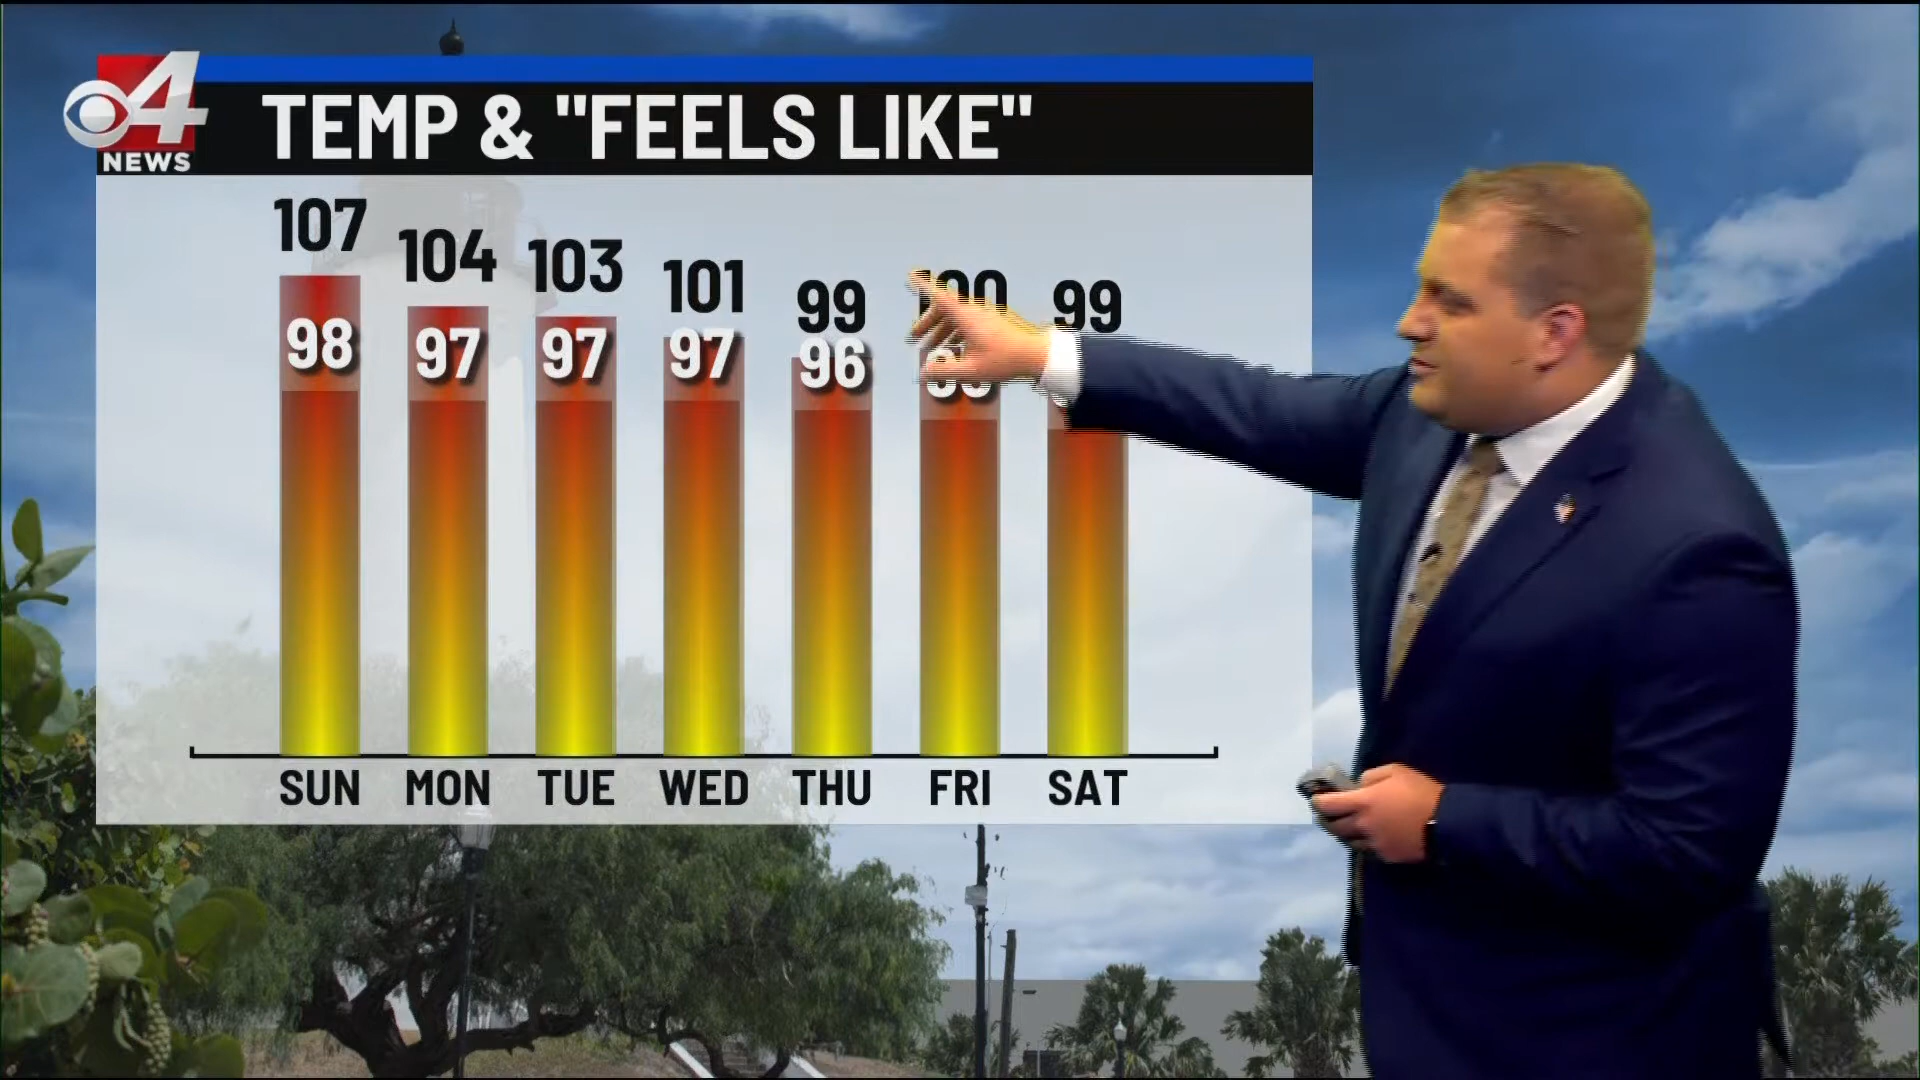 4
NEWS
TEMP & "FEELS LIKE"
107 104 103 101 99 100 99
98 97 97 97 96
SUN MON TUE WED THU FRI SAT